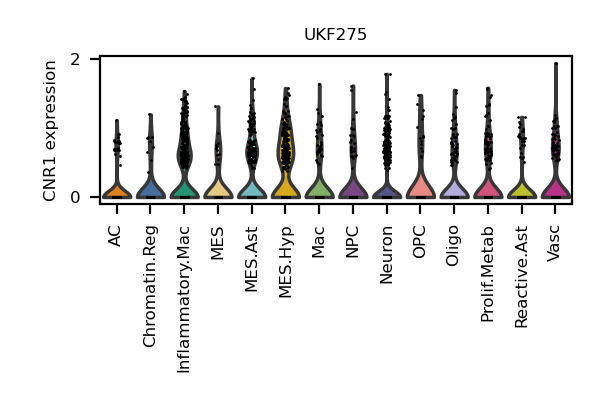 UKF275
CNR1 expression
2
0
AC
Chromatin.Reg
Inflammatory.Mac
MES
MES.Ast
MES.Hyp
Mac
NPC
Neuron
OPC
Oligo
Prolif.Metab
Reactive.Ast
Vasc